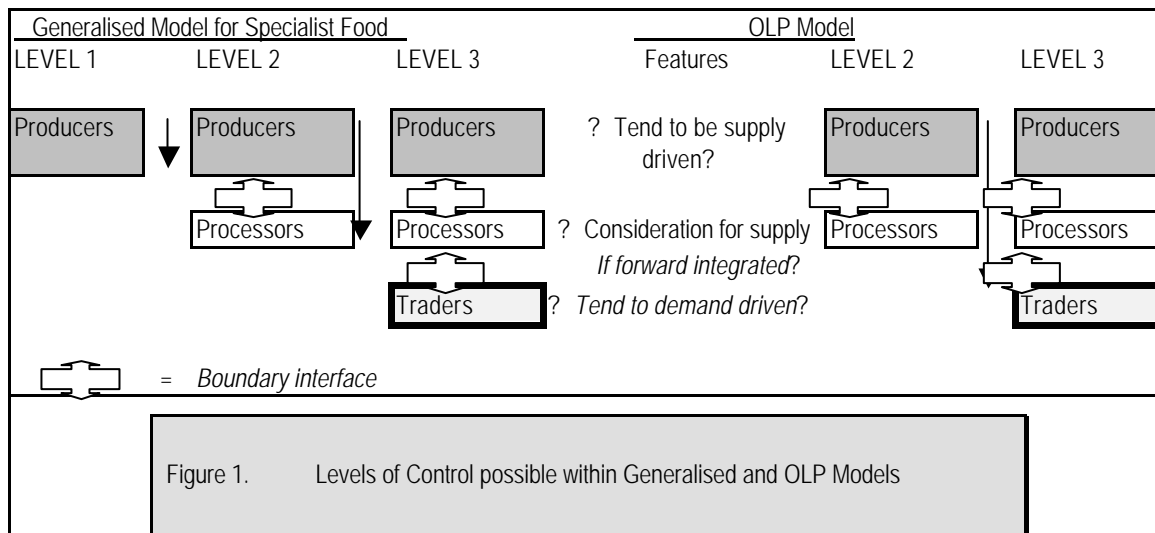 Generalised Model for Specialist Food OLP Model
LEVEL 1 LEVEL 2 LEVEL 3 Features LEVEL 2 LEVEL 3
Producers Producers Producers ? Tend to be supply Producers Producers
driven?
Processors Processors ? Consideration for supply Processors Processors
If forward integrated?
Traders ? Tend to demand driven? Traders
= Boundary interface
Figure 1. Levels of Control possible within Generalised and OLP Models